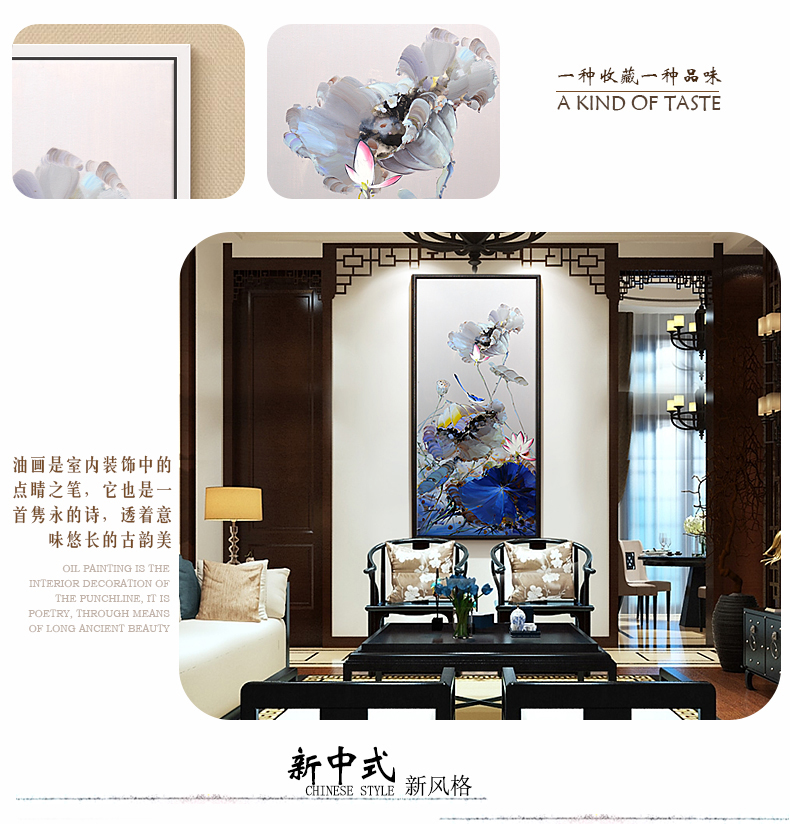 一种收藏一种品味
A KIND OF TASTE
油画是室内装饰中的
点晴之笔，它也是一
首隽永的诗，透着意
味悠长的古韵美
OIL PAINTING IS THE
INTERIOR DECORATION OF
THE PUNCHLINE, IT IS
POETRY, THROUGH MEANS
OF LONG ANCIENT BEAUTY
新中式
CHINESE STYLE 新风格